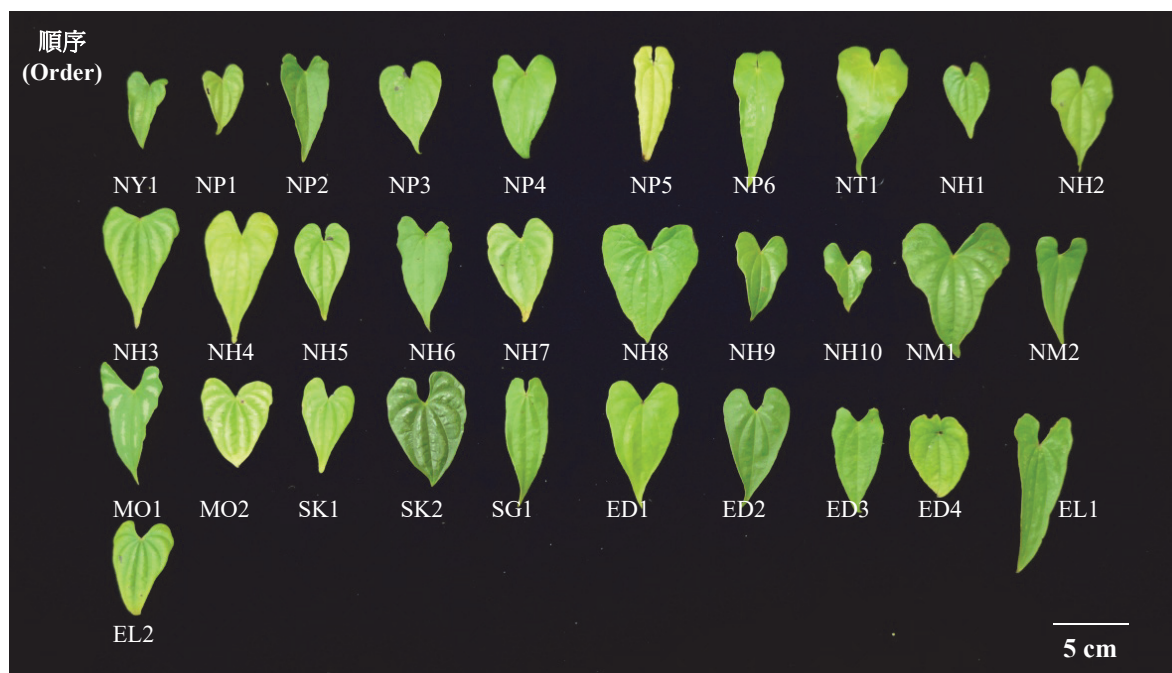 順序
(Order)
NY1 NP1 NP2 NP3 NP4 NP5 NP6 NT1 NH1 NH2
NH3 NH4 NH5 NH6 NH7 NH8 NH9 NH10 NM1 NM2
MO1 MO2 SK1 SK2 SG1 ED1 ED2 ED3 ED4 EL1
EL2
5 cm